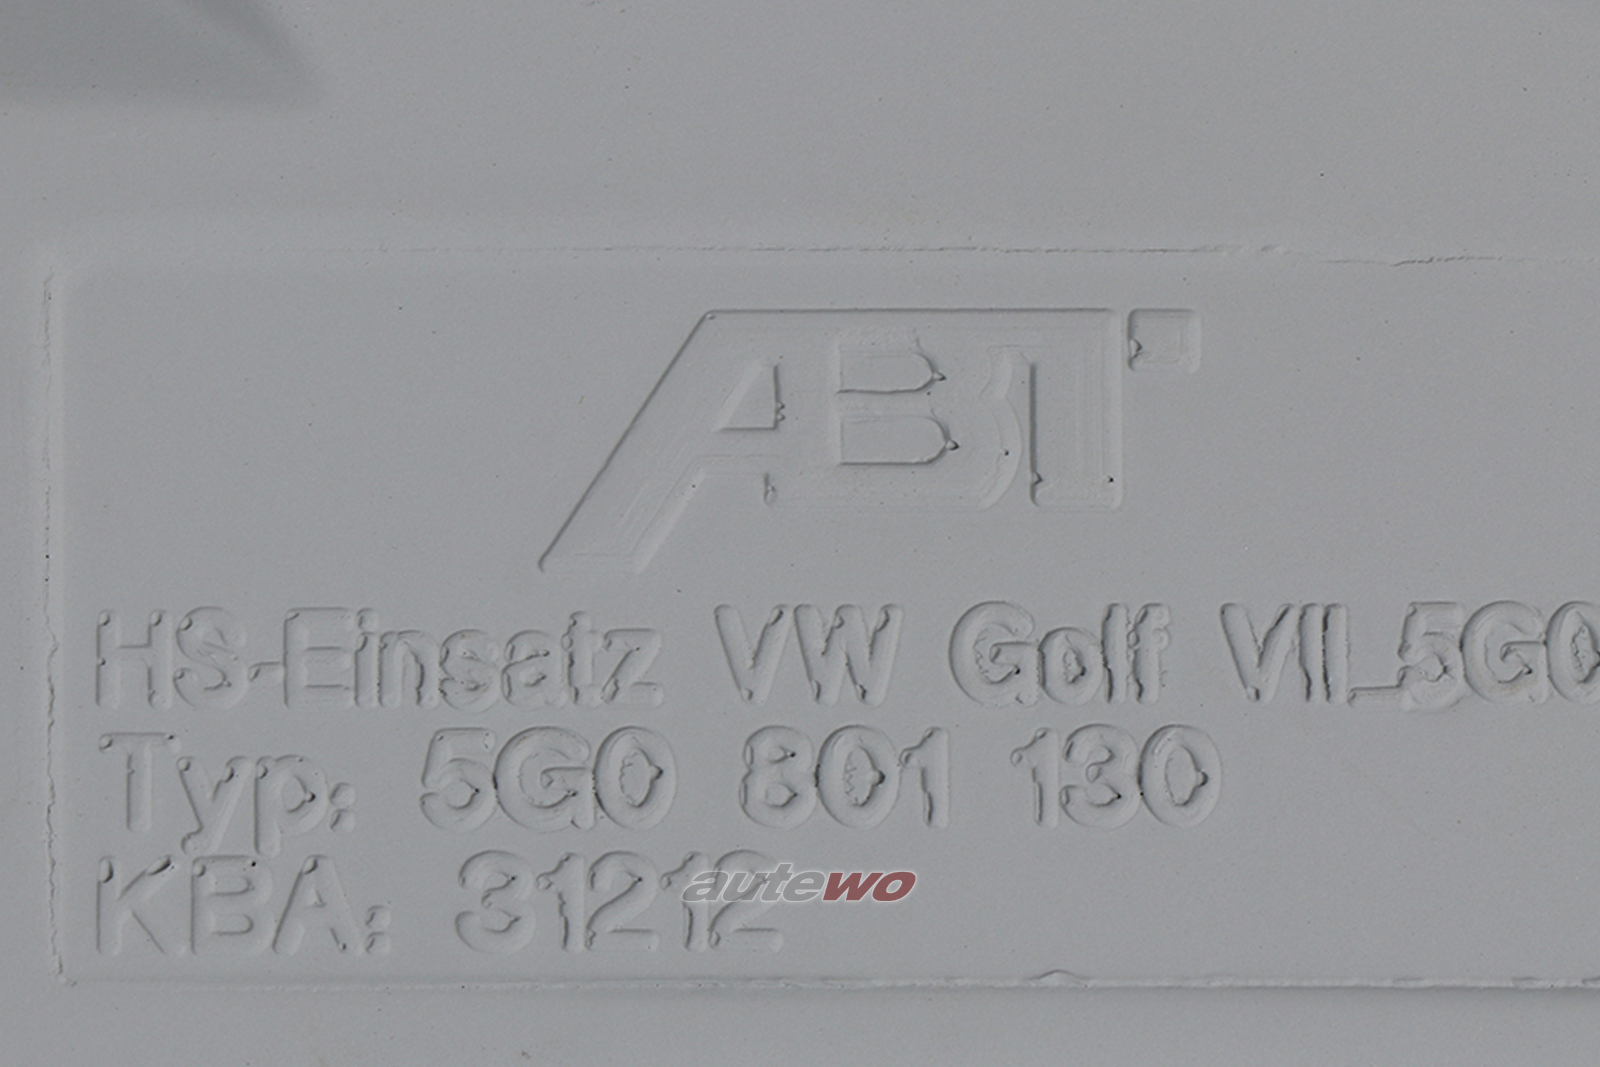 ABT
HS-Einsatz VW Golf VII_5G0
Typ: 5G0 801 130
KBA: 31212
autewo